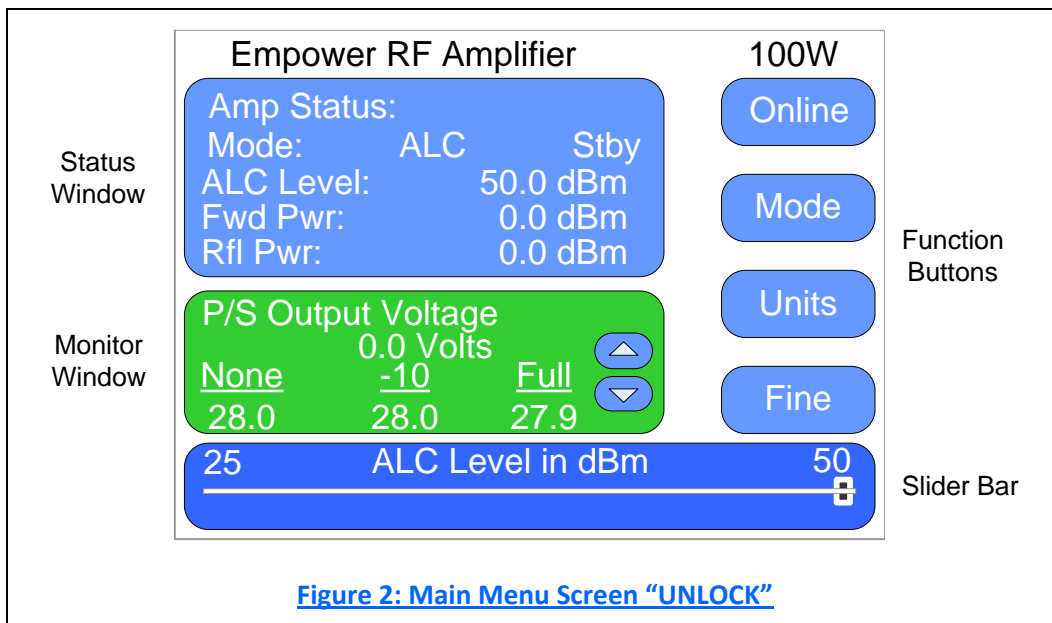 Empower RF Amplifier 100W
Status
Window
Amp Status:
Mode: ALC Stby
ALC Level: 50.0 dBm
Fwd Pwr: 0.0 dBm
Rfl Pwr: 0.0 dBm
Online
Mode
Units
Fine
Function
Buttons
Monitor
Window
P/S Output Voltage
0.0 Volts
None -10 Full
28.0 28.0 27.9
25 ALC Level in dBm 50
Slider Bar
Figure 2: Main Menu Screen “UNLOCK”